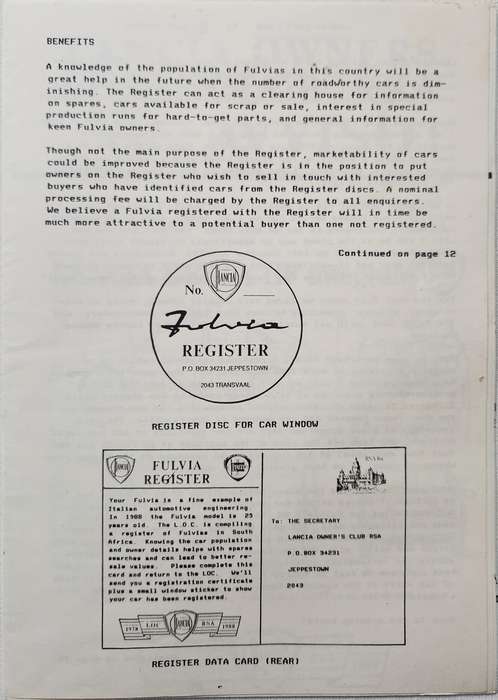 BENEFITS
A knowledge of the population of Fulvias in this country will be a
great help in the future when the number of roadworthy cars is dim-
inishing. The Register can act as a clearing house for information
on spares, cars available for scrap or sale, interest in special
production runs for hard-to-get parts, and general information for
keen Fulvia owners.
Though not the main purpose of the Register, marketability of cars
could be improved because the Register is in the position to put
owners on the Register who wish to sell in touch with interested
buyers who have identified cars from the Register discs. A nominal
processing fee will be charged by the Register to all enquirers.
We believe a Fulvia registered with the Register will in time be
much more attractive to a potential buyer than one not registered.
Continued on page 12
LANCIA
No. ____
Fulvia
REGISTER
P.O. BOX 34231 JEPPESTOWN
2043 TRANSVAAL
REGISTER DISC FOR CAR WINDOW
LANCIA
FULVIA
REGISTER
Your Fulvia is a fine example of
Italian automotive engineering.
In 1988 the Fulvia model is 25
years old. The L.O.C. is compiling
a register of Fulvias in South
Africa. Knowing the car population
and owner details helps with spares
searches and can lead to better re-
sale values. Please complete this
card and return to the LOC. We'll
send you a registration certificate
plus a small window sticker to show
your car has been registered.
1978 LOC LANCIA RSA 1988
To: THE SECRETARY
LANCIA OWNER'S CLUB RSA
P.O.BOX 34231
JEPPESTOWN
2043
REGISTER DATA CARD (REAR)